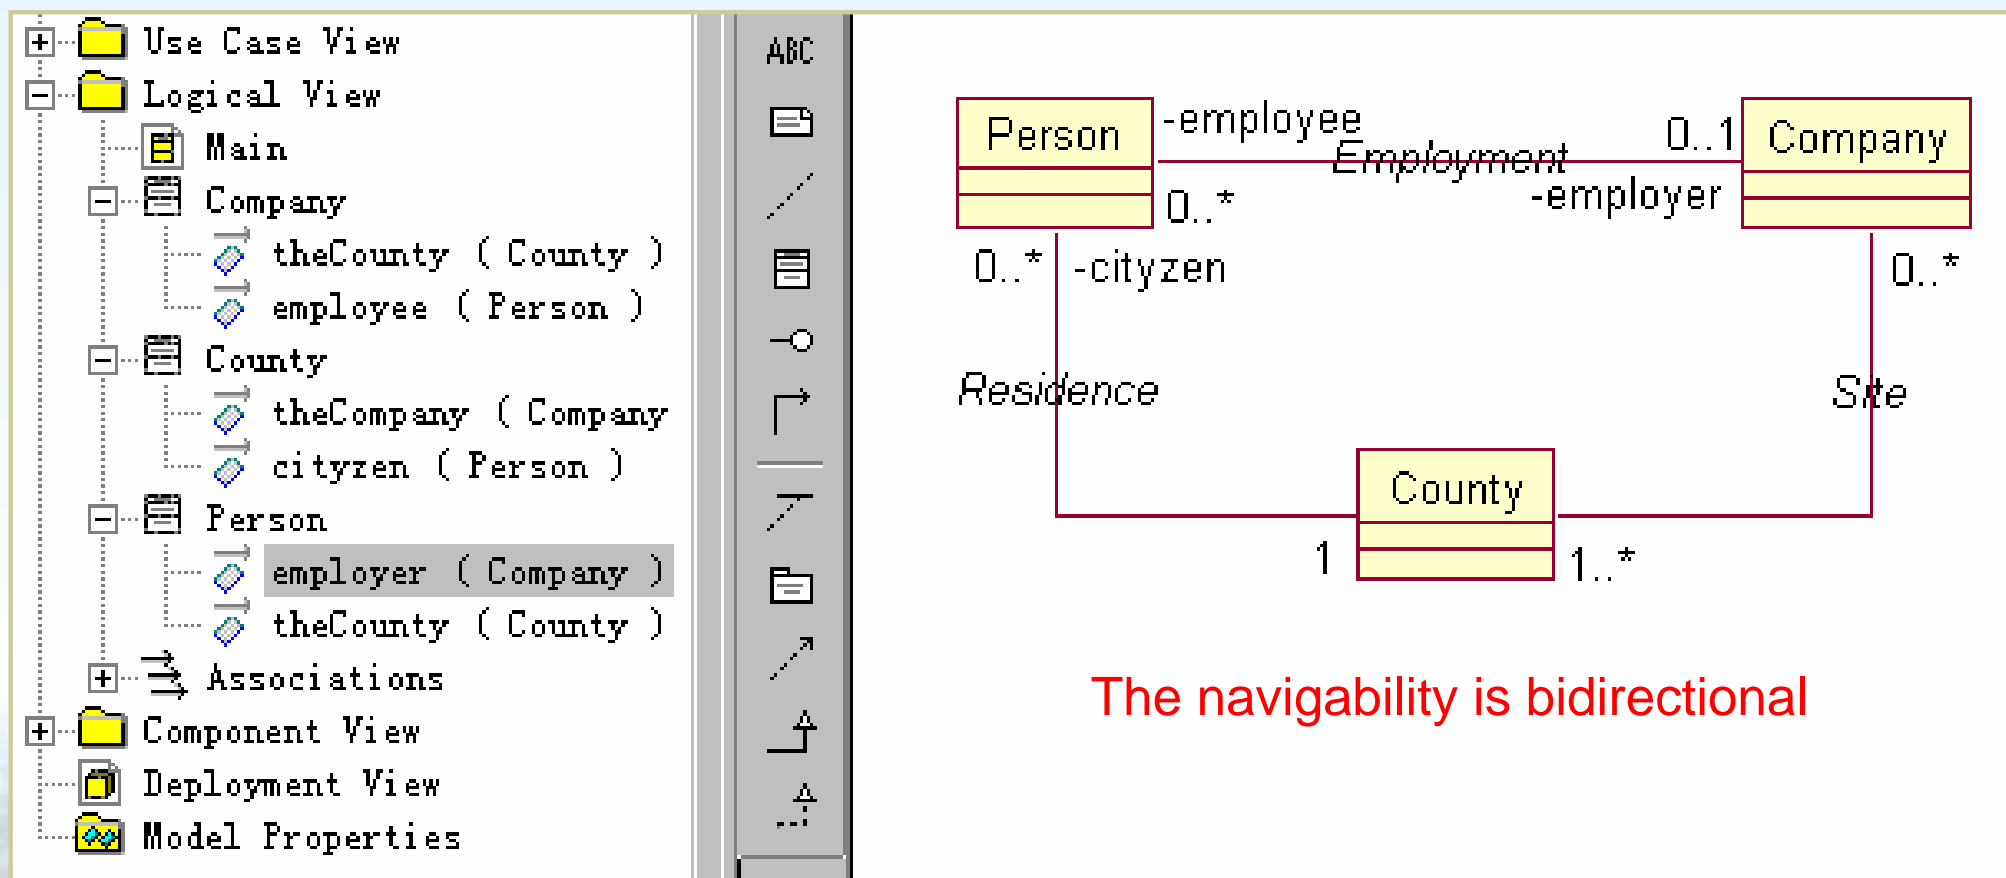 Use Case View
Logical View
Main
Company
theCounty ( County )
employee ( Person )
County
theCompany ( Company
cityzen ( Person )
Person
employer ( Company )
theCounty ( County )
Associations
Component View
Deployment View
Model Properties
ABC
Person
-employee
Employment
0..1
Company
0..*
-employer
0..*
-cityzen
0..*
Residence
Site
County
1
1..*
The navigability is bidirectional